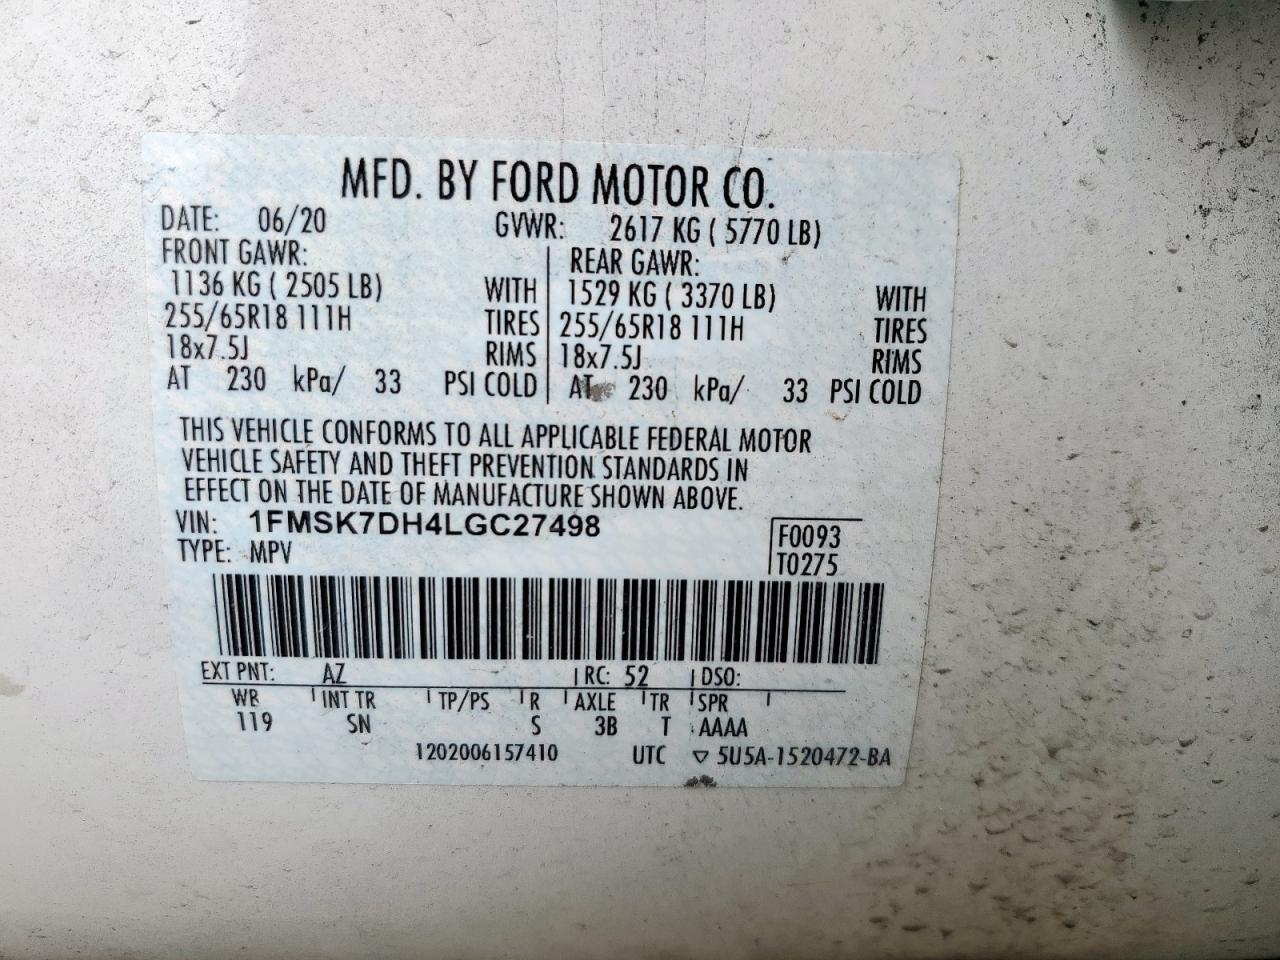 MFD. BY FORD MOTOR CO.
DATE: 06/20 GVWR: 2617 KG ( 5770 LB)
FRONT GAWR: REAR GAWR:
1136 KG ( 2505 LB) WITH 1529 KG ( 3370 LB) WITH
255/65R18 111H TIRES 255/65R18 111H TIRES
18x7.5J RIMS 18x7.5J RIMS
AT 230 kPa/ 33 PSI COLD AT 230 kPa/ 33 PSI COLD
THIS VEHICLE CONFORMS TO ALL APPLICABLE FEDERAL MOTOR
VEHICLE SAFETY AND THEFT PREVENTION STANDARDS IN
EFFECT ON THE DATE OF MANUFACTURE SHOWN ABOVE.
VIN: 1FMSK7DH4LGC27498 F0093
TYPE: MPV T0275
EXT PNT: AZ RC: 52 DSO:
WB INT TR TP/PS R AXLE TR SPR
119 SN S 3B T AAAA
1202006157410 UTC ▽ 5U5A-1520472-BA